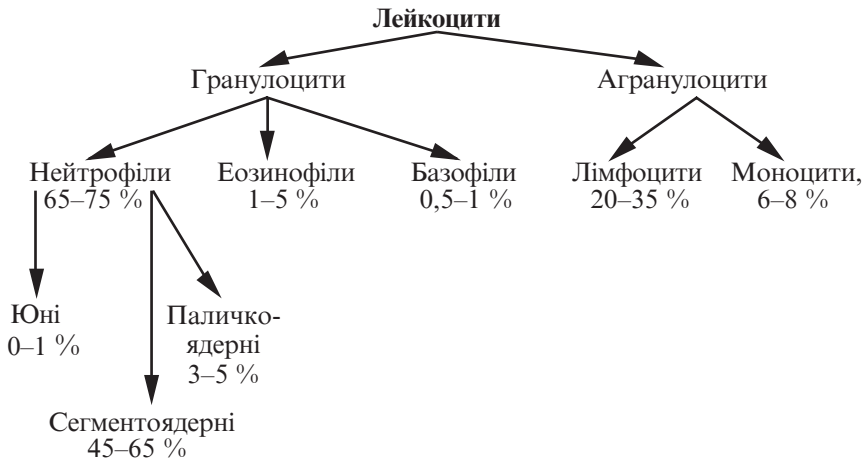 Лейкоцити
Гранулоцити
Агранулоцити
Нейтрофіли
65–75 %
Еозинофіли
1–5 %
Базофіли
0,5–1 %
Лімфоцити
20–35 %
Моноцити,
6–8 %
Юні
0–1 %
Паличко-
ядерні
3–5 %
Сегментоядерні
45–65 %